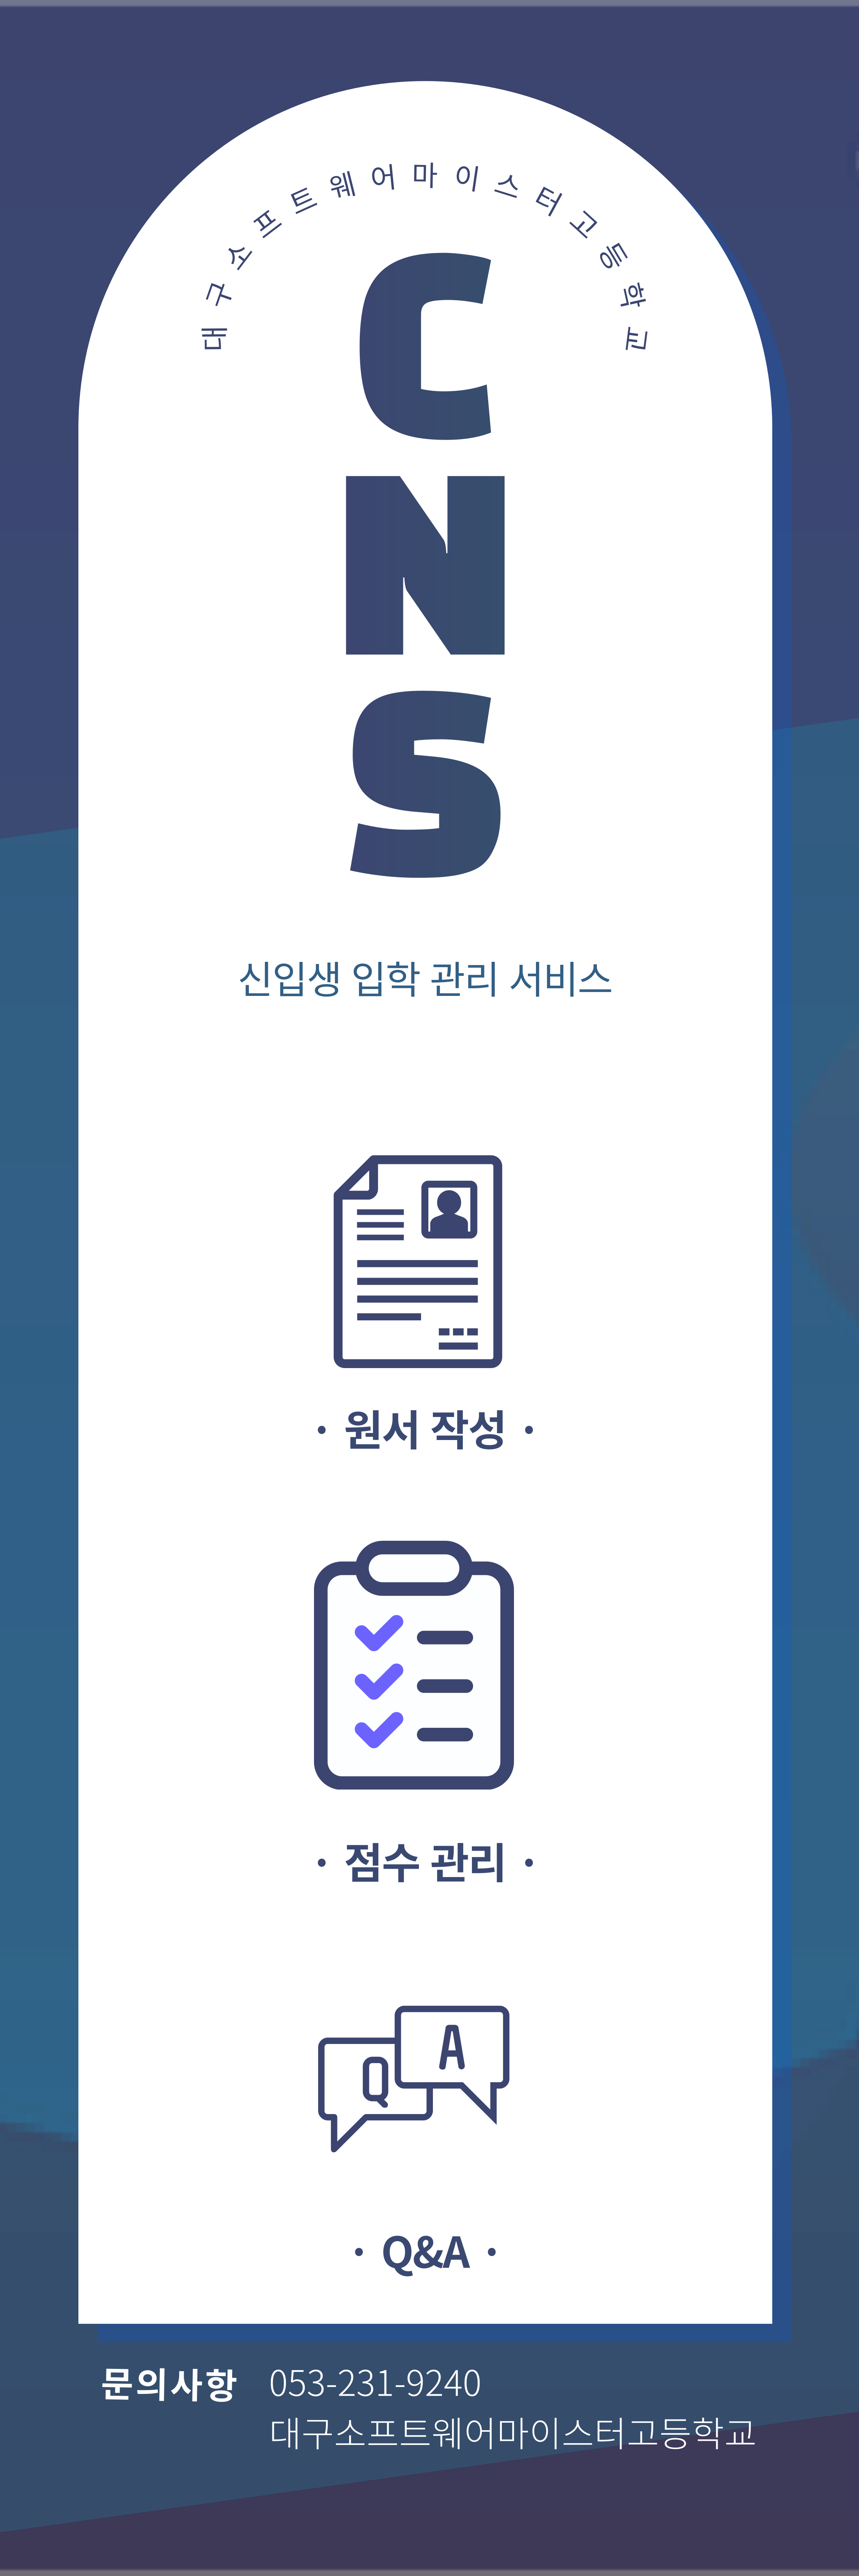 대구소프트웨어마이스터고등학교
C
N
S
신입생 입학 관리 서비스
· 원서 작성 ·
· 점수 관리 ·
Q
A
· Q&A ·
문의사항 053-231-9240
대구소프트웨어마이스터고등학교